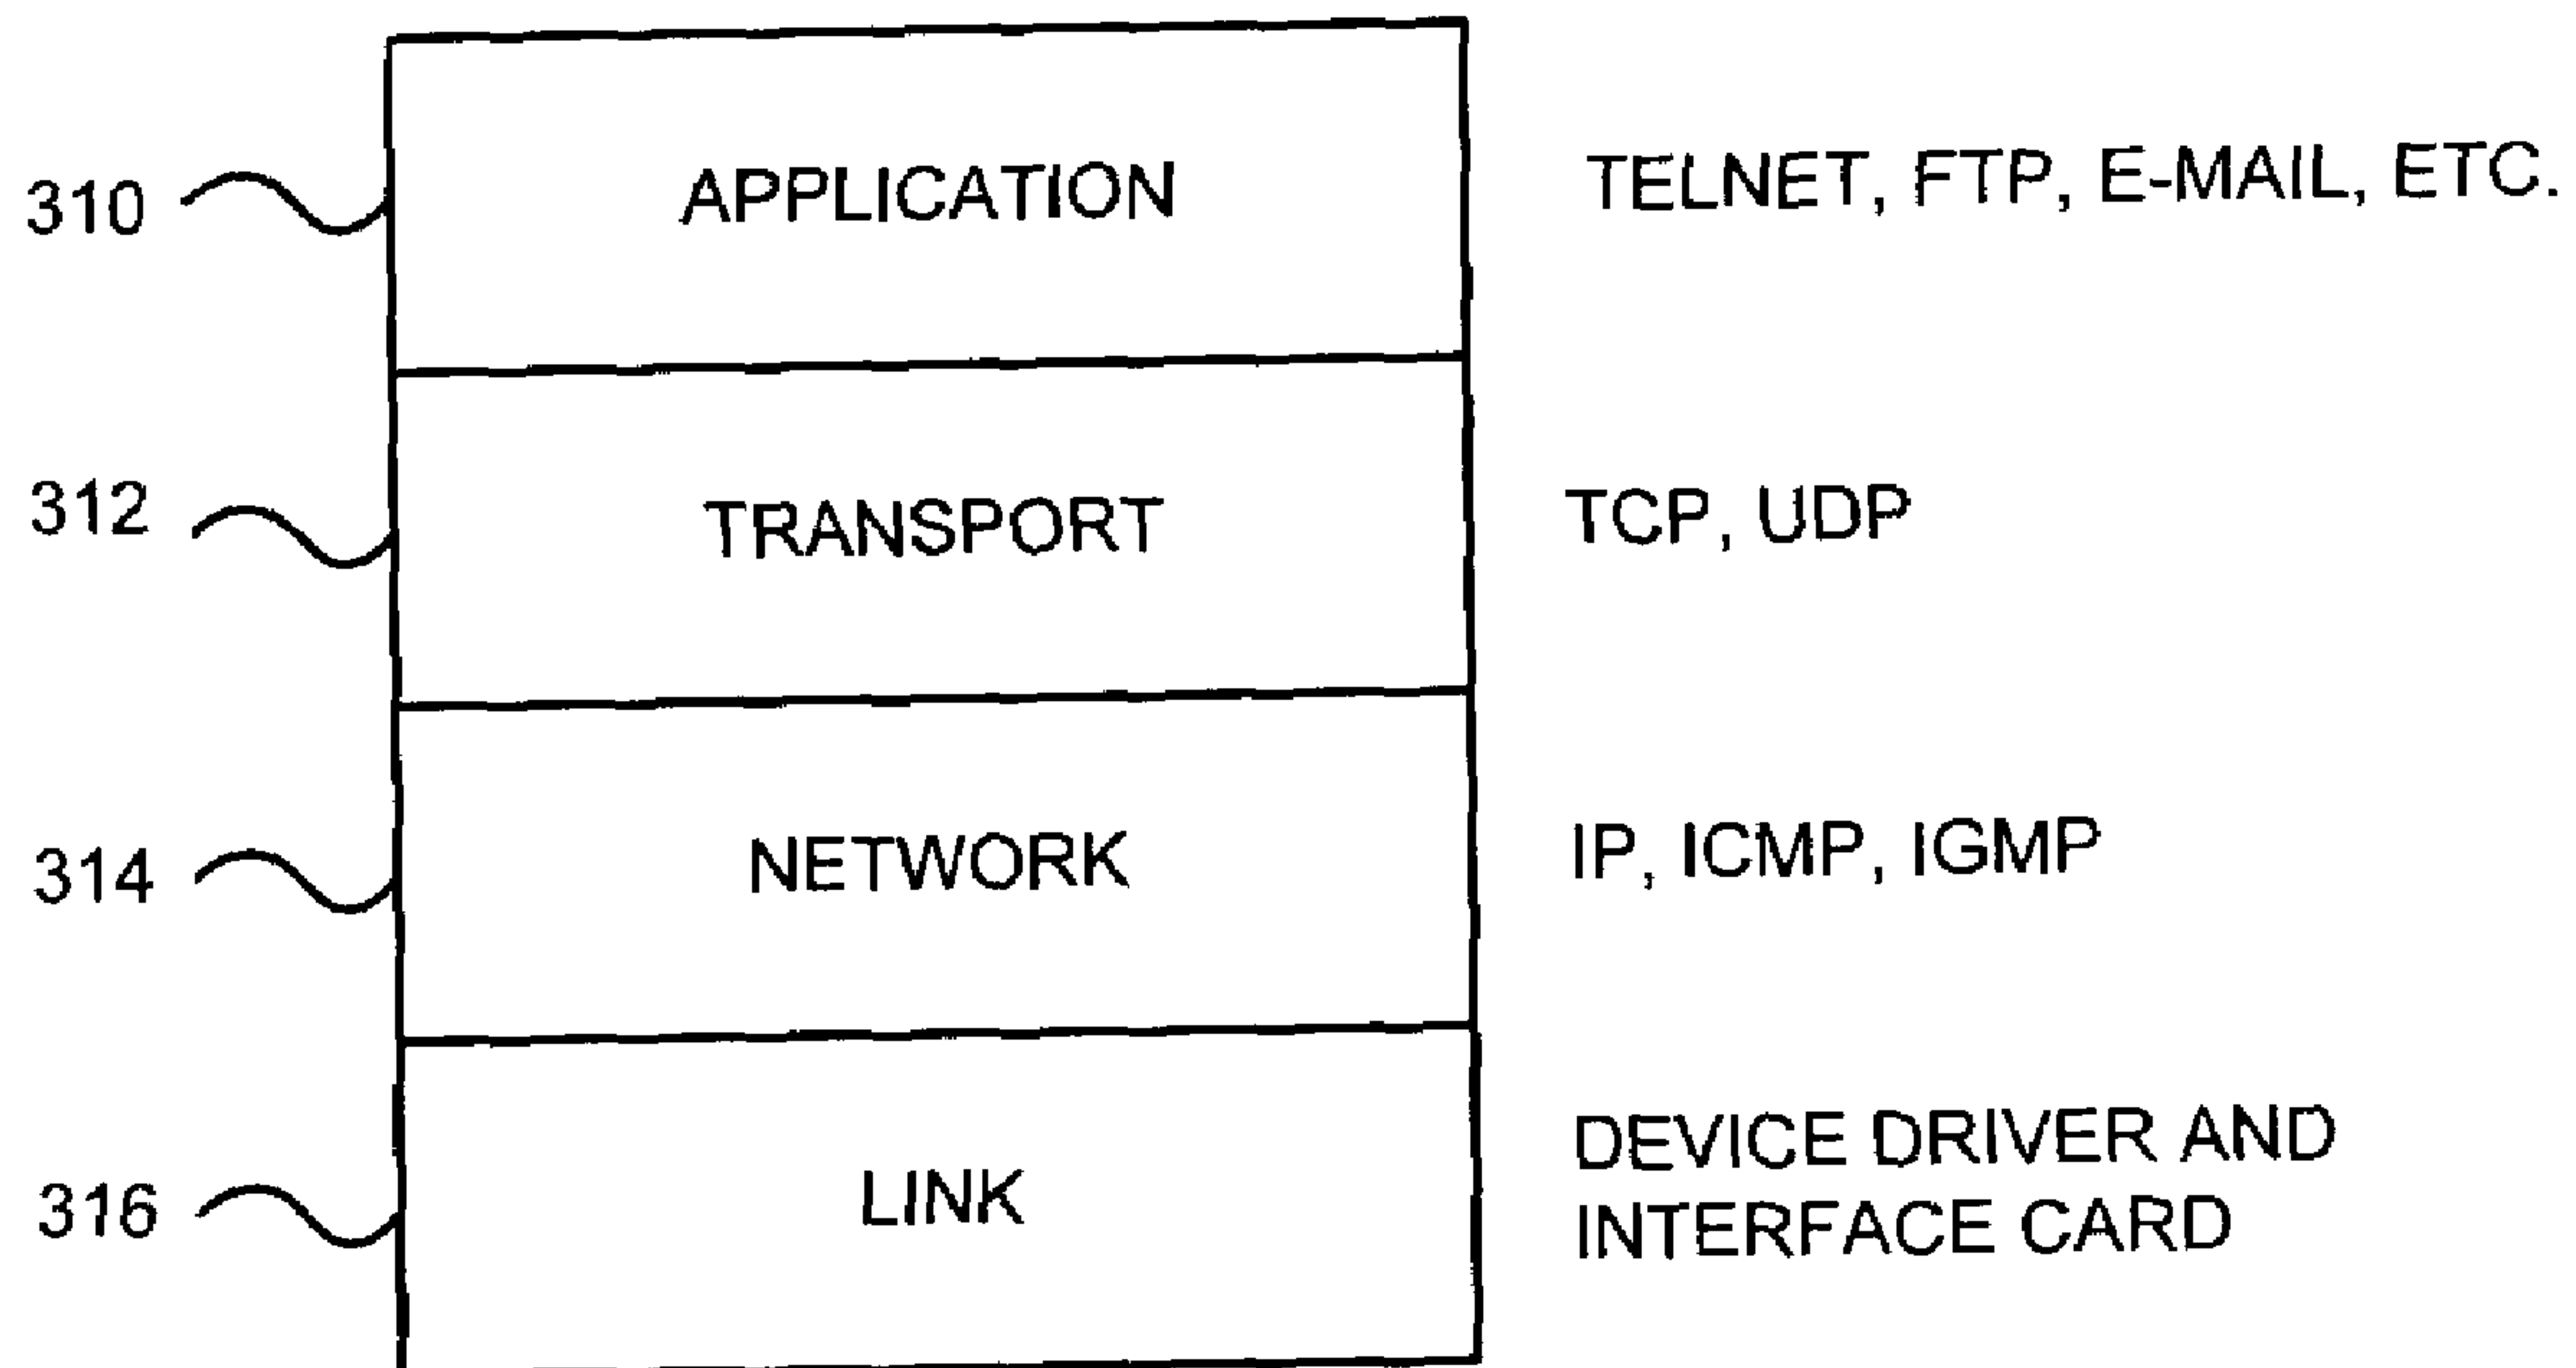 310
APPLICATION
TELNET, FTP, E-MAIL, ETC.
312
TRANSPORT
TCP, UDP
314
NETWORK
IP, ICMP, IGMP
316
LINK
DEVICE DRIVER AND
INTERFACE CARD